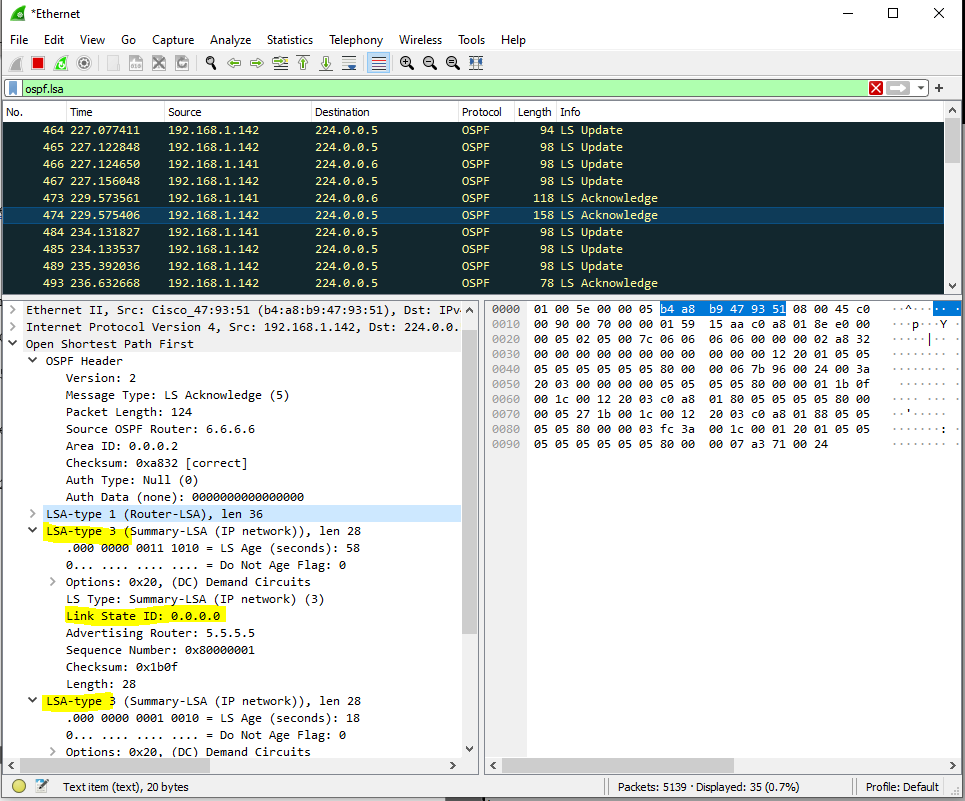 *Ethernet
File Edit View Go Capture Analyze Statistics Telephony Wireless Tools Help
ospf.lsa
No. Time Source Destination Protocol Length Info
464 227.077411 192.168.1.142 224.0.0.5 OSPF 94 LS Update
465 227.122848 192.168.1.142 224.0.0.5 OSPF 98 LS Update
466 227.124650 192.168.1.141 224.0.0.6 OSPF 98 LS Update
467 227.156048 192.168.1.142 224.0.0.5 OSPF 98 LS Update
473 229.573561 192.168.1.141 224.0.0.6 OSPF 118 LS Acknowledge
474 229.575406 192.168.1.142 224.0.0.5 OSPF 158 LS Acknowledge
484 234.131827 192.168.1.141 224.0.0.5 OSPF 98 LS Update
485 234.133537 192.168.1.142 224.0.0.5 OSPF 98 LS Update
489 235.392036 192.168.1.142 224.0.0.5 OSPF 98 LS Update
493 236.632668 192.168.1.142 224.0.0.5 OSPF 78 LS Acknowledge
Ethernet II, Src: Cisco_47:93:51 (b4:a8:b9:47:93:51), Dst: IPv
Internet Protocol Version 4, Src: 192.168.1.142, Dst: 224.0.0.
Open Shortest Path First
OSPF Header
Version: 2
Message Type: LS Acknowledge (5)
Packet Length: 124
Source OSPF Router: 6.6.6.6
Area ID: 0.0.0.2
Checksum: 0xa832 [correct]
Auth Type: Null (0)
Auth Data (none): 0000000000000000
LSA-type 1 (Router-LSA), len 36
LSA-type 3 (Summary-LSA (IP network)), len 28
.000 0000 0011 1010 = LS Age (seconds): 58
0... .... .... .... = Do Not Age Flag: 0
Options: 0x20, (DC) Demand Circuits
LS Type: Summary-LSA (IP network) (3)
Link State ID: 0.0.0.0
Advertising Router: 5.5.5.5
Sequence Number: 0x80000001
Checksum: 0x1b0f
Length: 28
LSA-type 3 (Summary-LSA (IP network)), len 28
.000 0000 0001 0010 = LS Age (seconds): 18
0... .... .... .... = Do Not Age Flag: 0
Options: 0x20, (DC) Demand Circuits
0000 01 00 5e 00 00 05 b4 a8 b9 47 93 51 08 00 45 c0 ··^··· ··
0010 00 90 00 70 00 00 01 59 15 aa c0 a8 01 8e e0 00 ···p···Y ··
0020 00 05 02 05 00 7c 06 06 06 06 00 00 00 02 a8 32 ·····|·· ··
0030 00 00 00 00 00 00 00 00 00 00 00 00 12 20 01 05 ········ ··
0040 05 05 05 05 05 05 80 00 00 06 7b 96 00 24 00 3a ········ ··
0050 20 03 00 00 00 00 05 05 05 05 80 00 00 01 1b 0f ········ ··
0060 00 1c 00 12 20 03 c0 a8 01 80 05 05 05 05 80 00 ········ ··
0070 00 05 27 1b 00 1c 00 12 20 03 c0 a8 01 88 05 05 ··'····· ··
0080 05 05 80 00 00 03 fc 3a 00 1c 00 01 20 01 05 05 ·······: ··
0090 05 05 05 05 05 05 80 00 00 07 a3 71 00 24 ········ ··
Text item (text), 20 bytes
Packets: 5139 · Displayed: 35 (0.7%)
Profile: Default